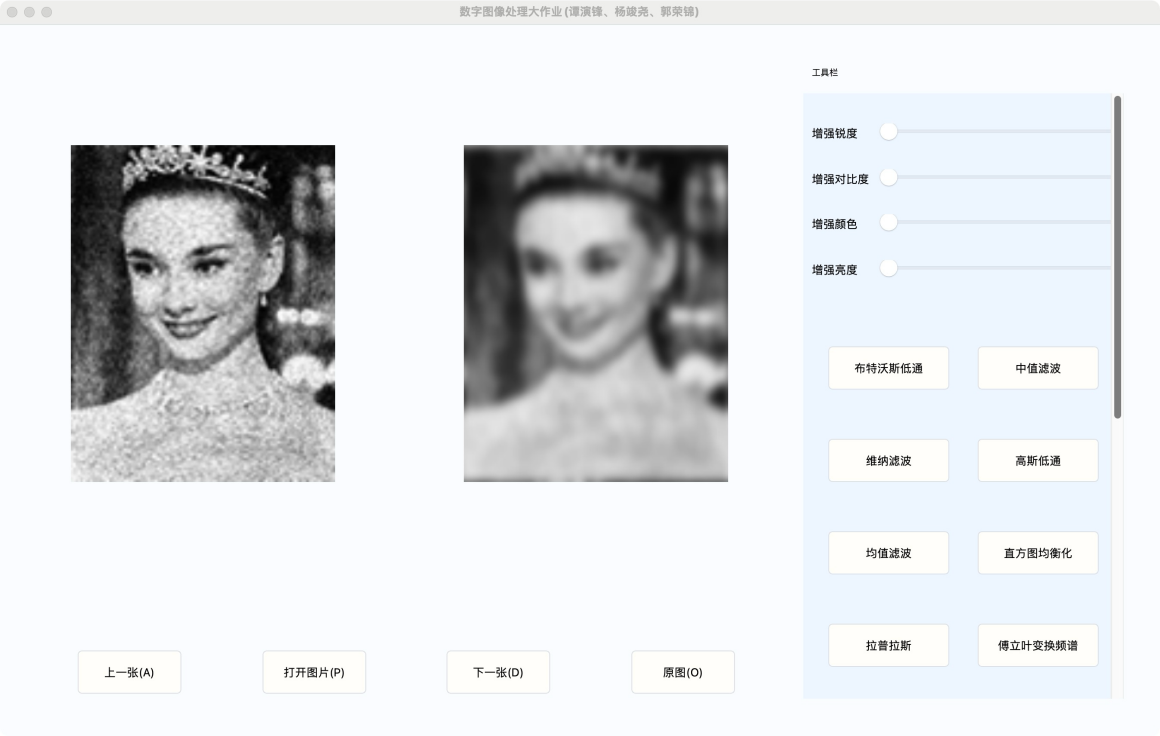 数字图像处理大作业 (谭演锋、杨竣尧、郭荣锦)
工具栏
增强锐度
增强对比度
增强颜色
增强亮度
布特沃斯低通 中值滤波
维纳滤波 高斯低通
均值滤波 直方图均衡化
拉普拉斯 傅立叶变换频谱
上一张(A) 打开图片(P) 下一张(D) 原图(O)